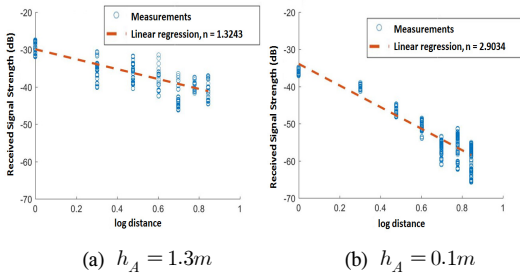 Measurements
Linear regression, n = 1.3243
Received Signal Strength (dB)
-20
-30
-40
-50
-60
-70
0
0.2
0.4
0.6
0.8
1
log distance
(a) h_A = 1.3m
Measurements
Linear regression, n = 2.9034
Received Signal Strength (dB)
-20
-30
-40
-50
-60
-70
0
0.2
0.4
0.6
0.8
1
log distance
(b) h_A = 0.1m